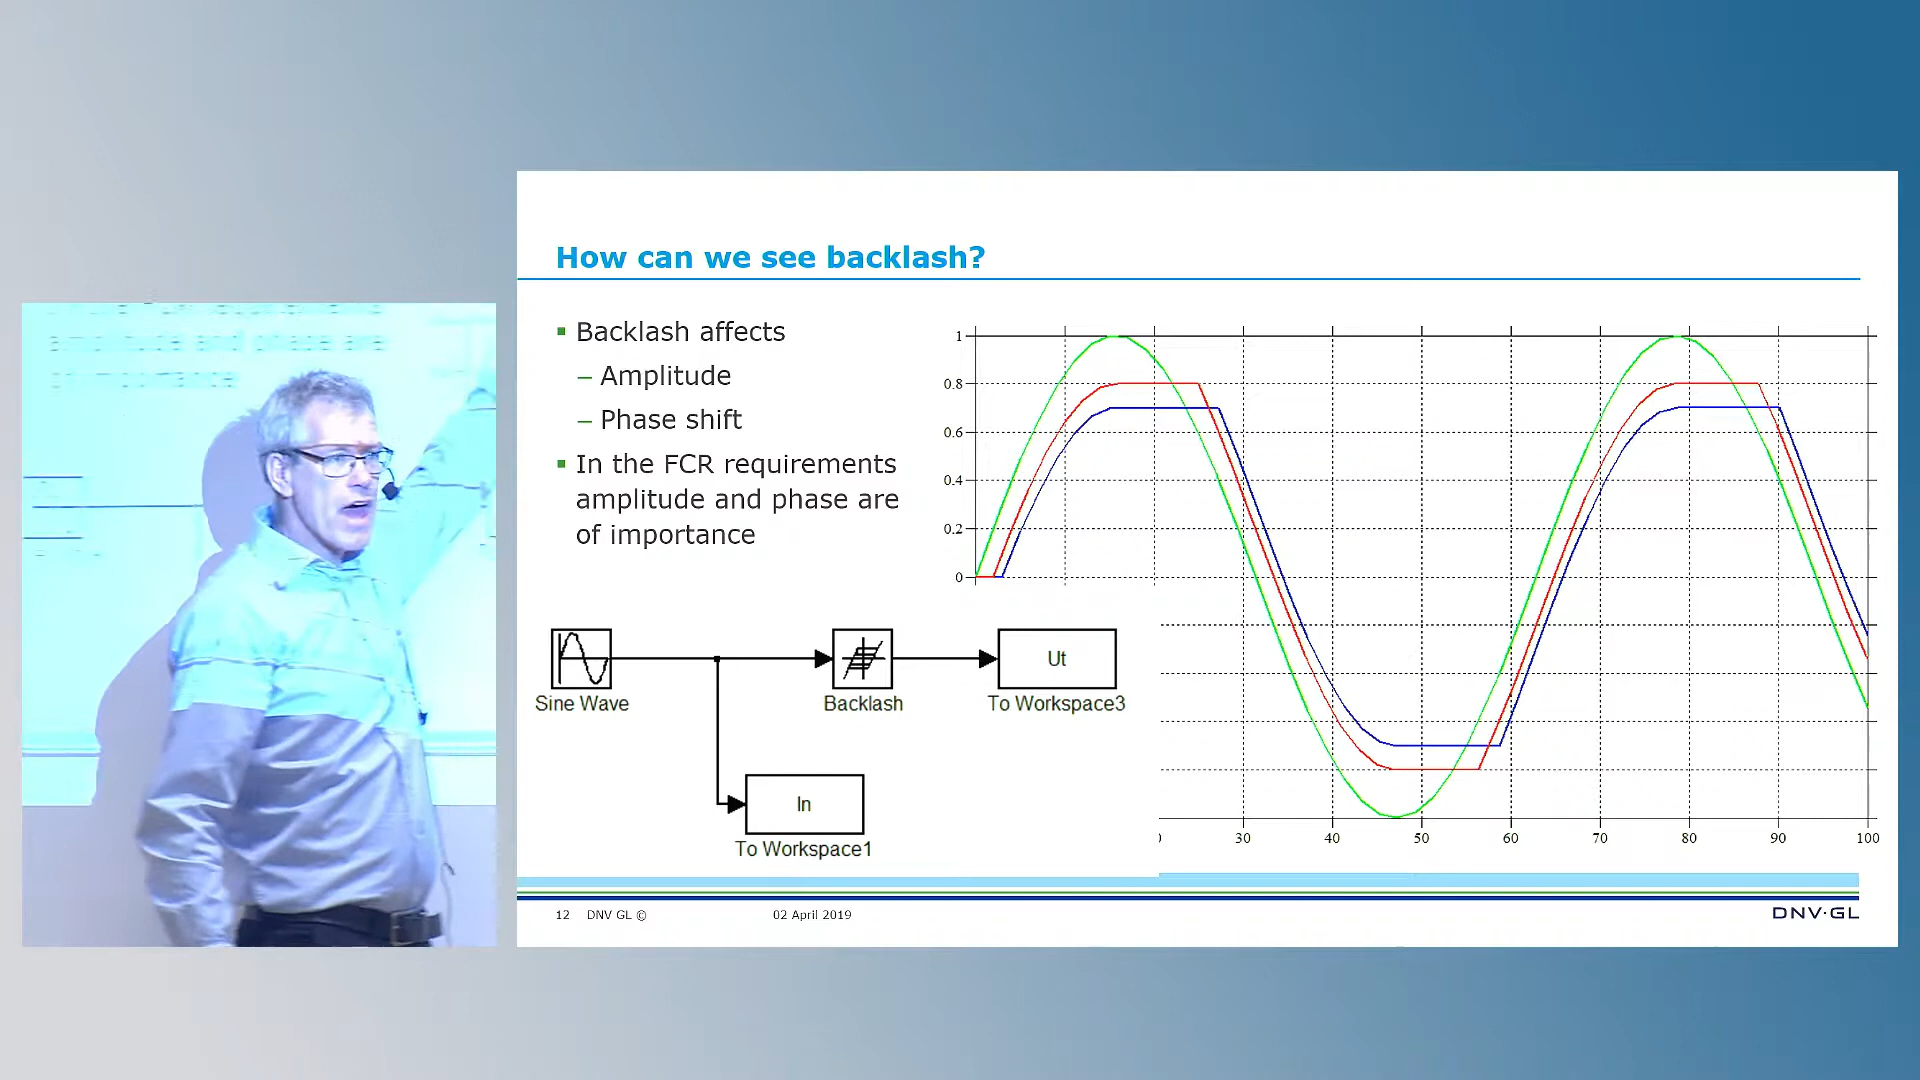 How can we see backlash?
▪ Backlash affects
– Amplitude
– Phase shift
▪ In the FCR requirements
amplitude and phase are
of importance
1
0.8
0.6
0.4
0.2
0
30 40 50 60 70 80 90 100
Sine Wave
Backlash
Ut
To Workspace3
In
To Workspace1
12 DNV GL © 02 April 2019
DNV·GL